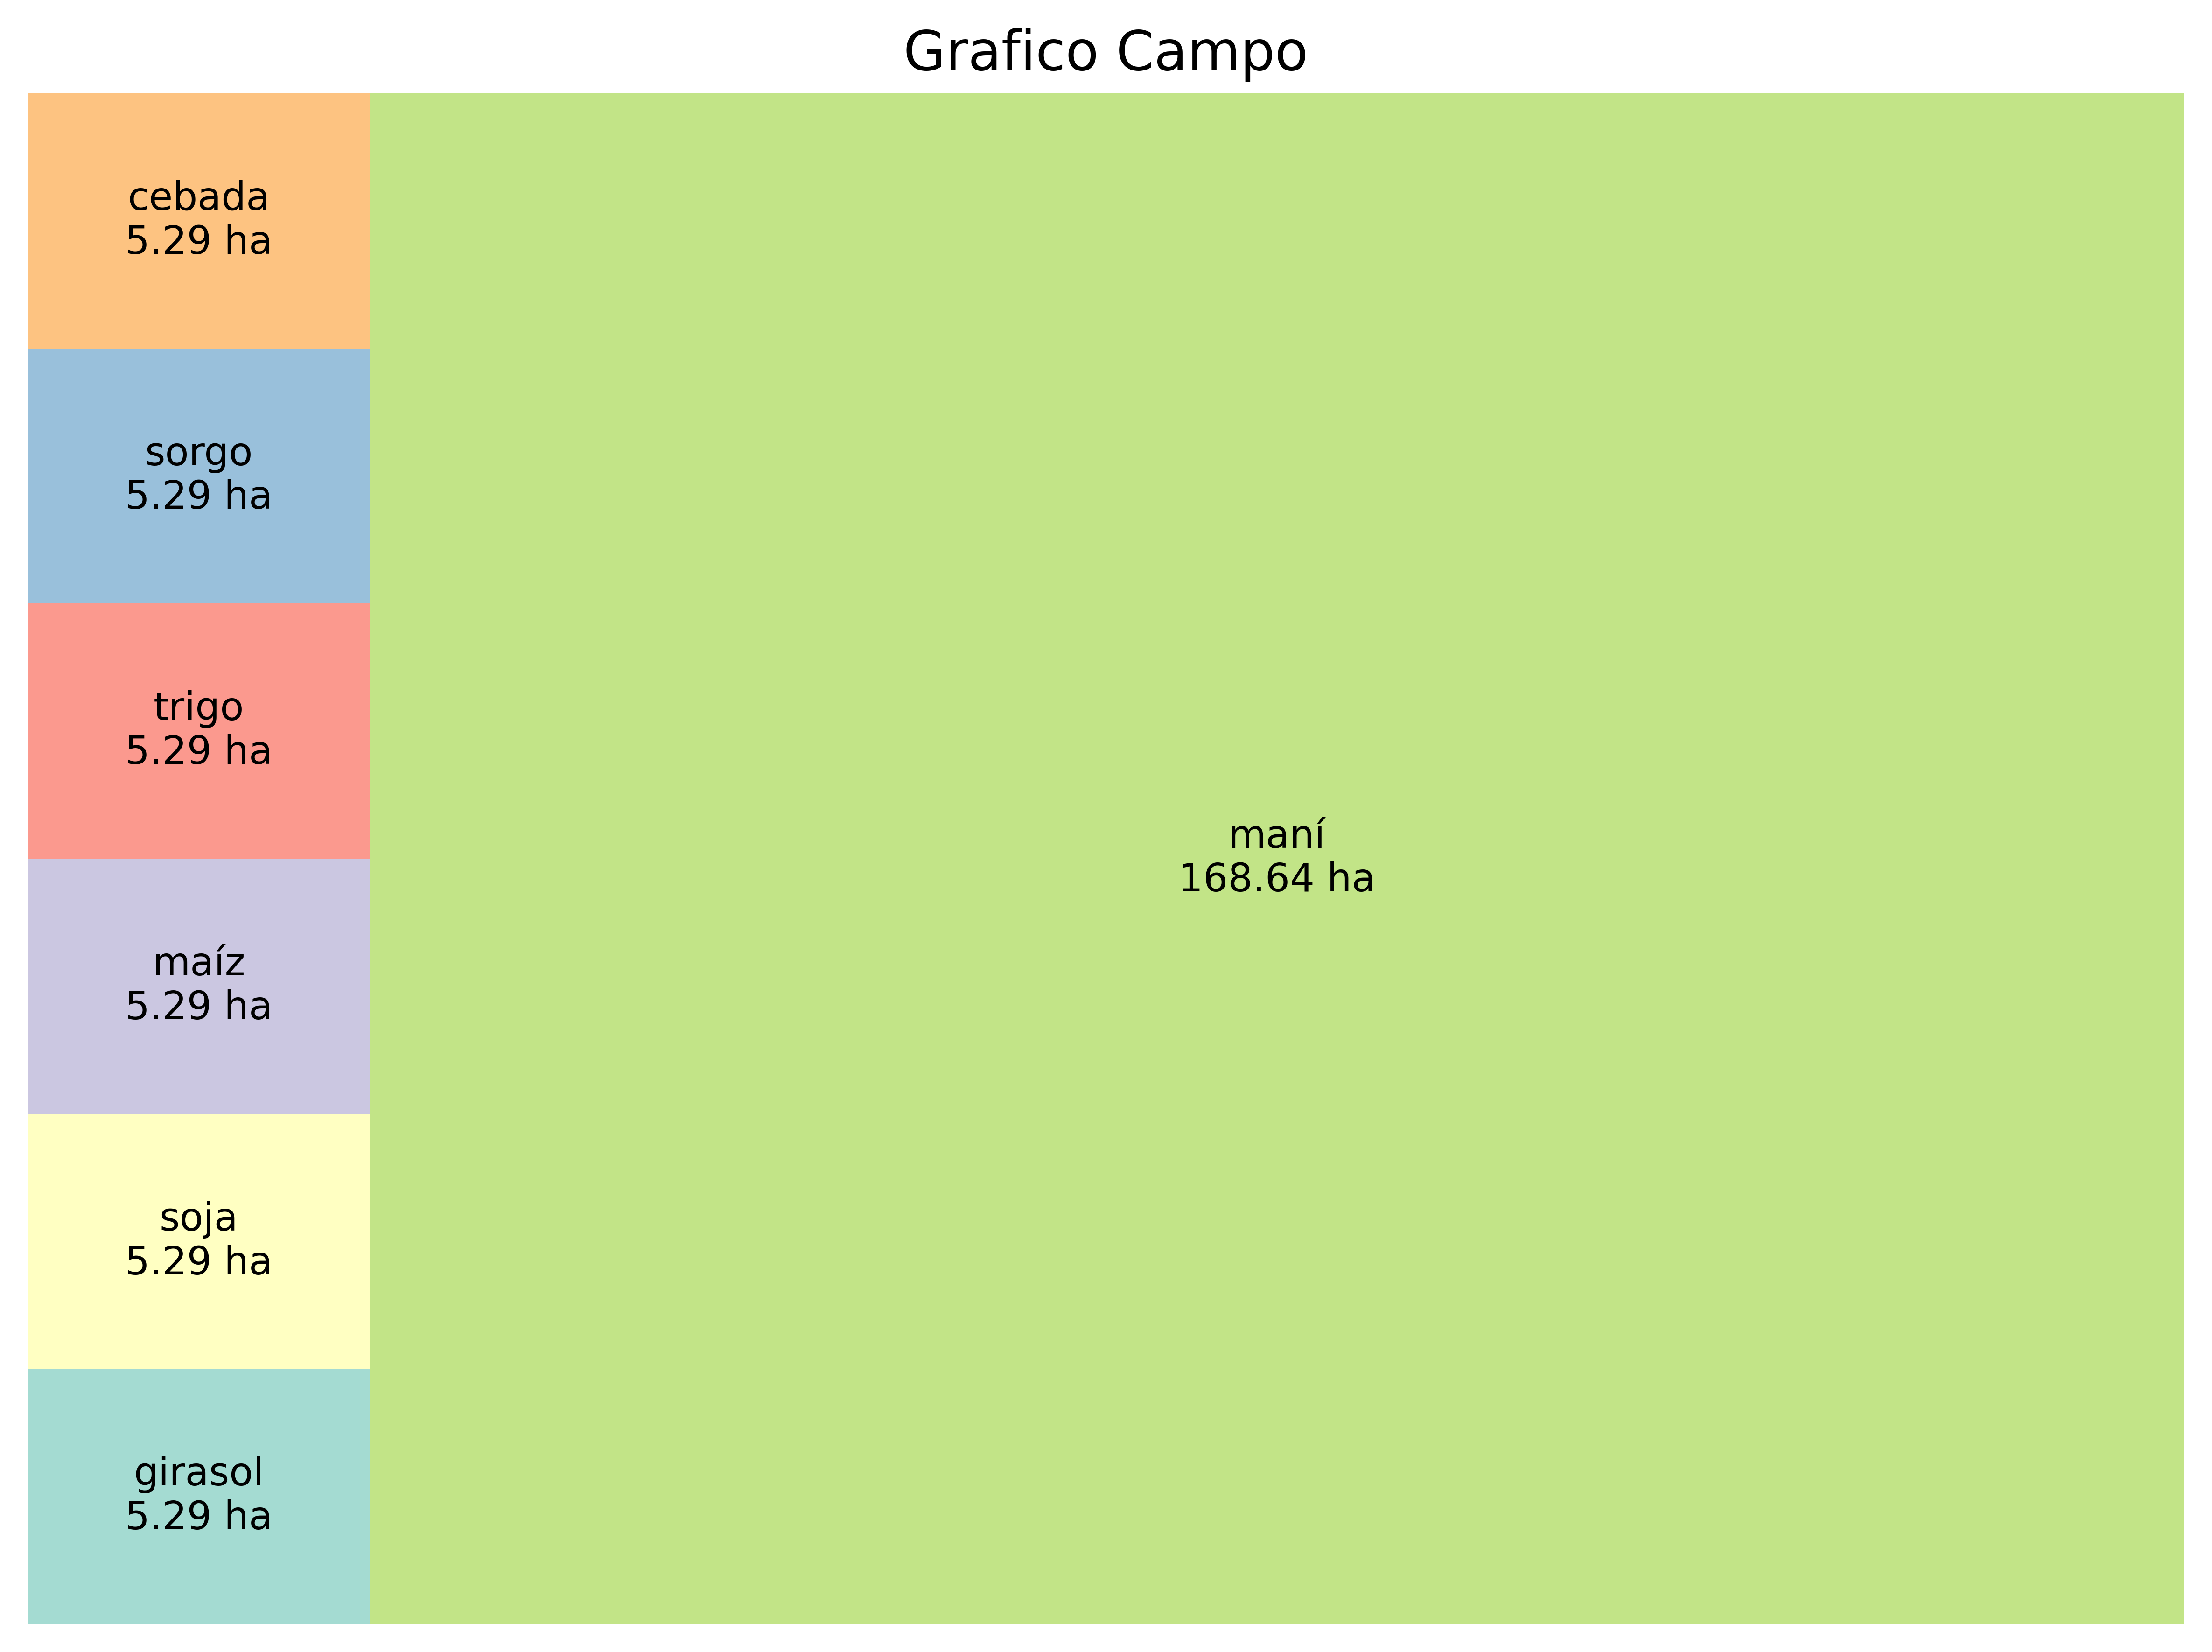 Grafico Campo
cebada
5.29 ha
sorgo
5.29 ha
trigo
5.29 ha
maíz
5.29 ha
soja
5.29 ha
girasol
5.29 ha
maní
168.64 ha